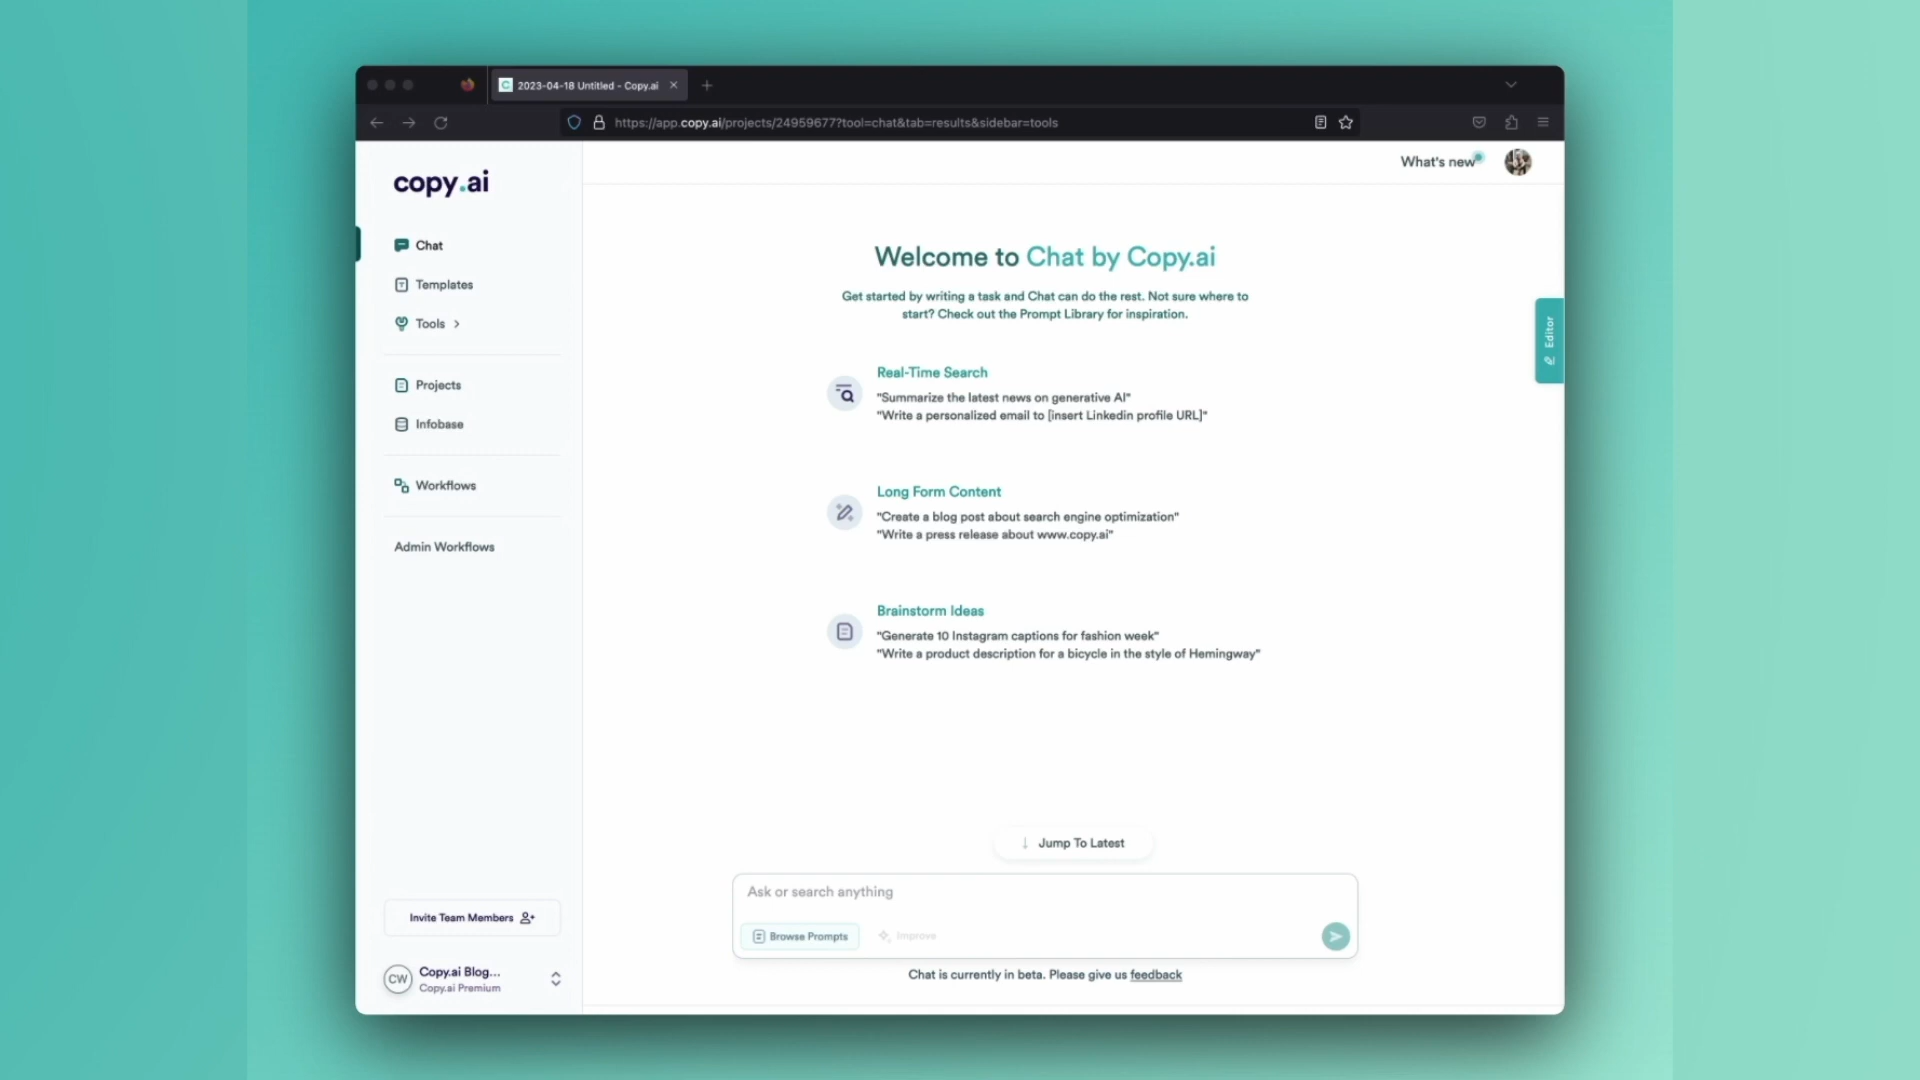 2023-04-18 Untitled - Copy.ai
https://app.copy.ai/projects/24959677?tool=chat&tab=results&sidebar=tools
copy.ai
Chat
Templates
Tools
Projects
Infobase
Workflows
Admin Workflows
Invite Team Members
CW
Copy.ai Blog...
Copy.ai Premium
What's new
Welcome to Chat by Copy.ai
Get started by writing a task and Chat can do the rest. Not sure where to
start? Check out the Prompt Library for inspiration.
Real-Time Search
"Summarize the latest news on generative AI"
"Write a personalized email to [insert Linkedin profile URL]"
Long Form Content
"Create a blog post about search engine optimization"
"Write a press release about www.copy.ai"
Brainstorm Ideas
"Generate 10 Instagram captions for fashion week"
"Write a product description for a bicycle in the style of Hemingway"
Editor
Jump To Latest
Ask or search anything
Browse Prompts
Improve
Chat is currently in beta. Please give us feedback